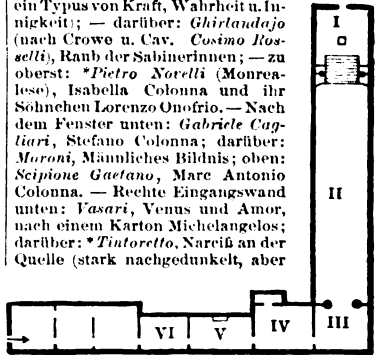 ein Typus von Kraft, Wahrheit u. In-
nigkeit); — darüber: Ghirlandajo
(nach Crowe u. Cav. Cosimo Ros-
selli), Raub der Sabinerinnen; — zu
oberst: *Pietro Novelli (Monrea-
lese), Isabella Colonna und ihr
Söhnchen Lorenzo Onofrio. — Nach
dem Fenster unten: Gabriele Cag-
liari, Stefano Colonna; darüber:
Moroni, Männliches Bildnis; oben:
Scipione Gaetano, Marc Antonio
Colonna. — Rechte Eingangswand
unten: Vasari, Venus und Amor,
nach einem Karton Michelangelos;
darüber: *Tintoretto, Narciß an der
Quelle (stark nachgedunkelt, aber
I
II
III
IV
V
VI